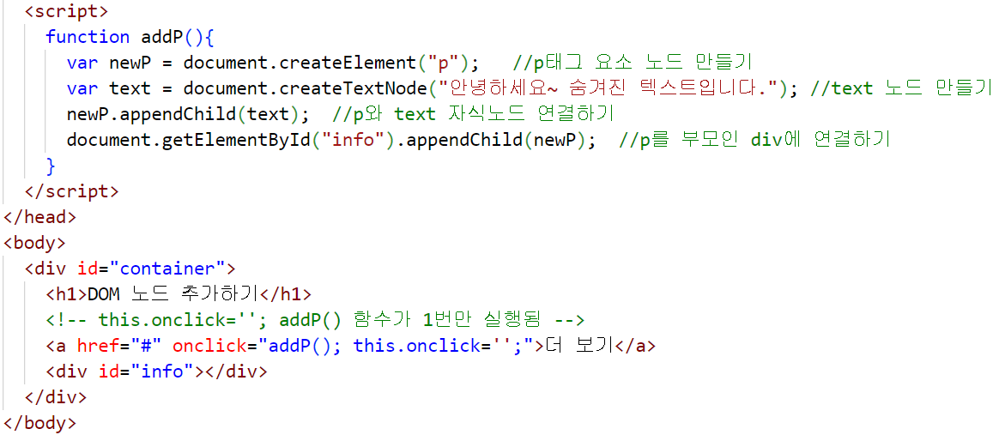 <script>
function addP(){
var newP = document.createElement("p");   //p태그 요소 노드 만들기
var text = document.createTextNode("안녕하세요~ 숨겨진 텍스트입니다."); //text 노드 만들기
newP.appendChild(text);  //p와 text 자식노드 연결하기
document.getElementById("info").appendChild(newP);  //p를 부모인 div에 연결하기
}
</script>
</head>
<body>
<div id="container">
<h1>DOM 노드 추가하기</h1>
<!-- this.onclick=''; addP() 함수가 1번만 실행됨 -->
<a href="#" onclick="addP(); this.onclick='';">더 보기</a>
<div id="info"></div>
</div>
</body>